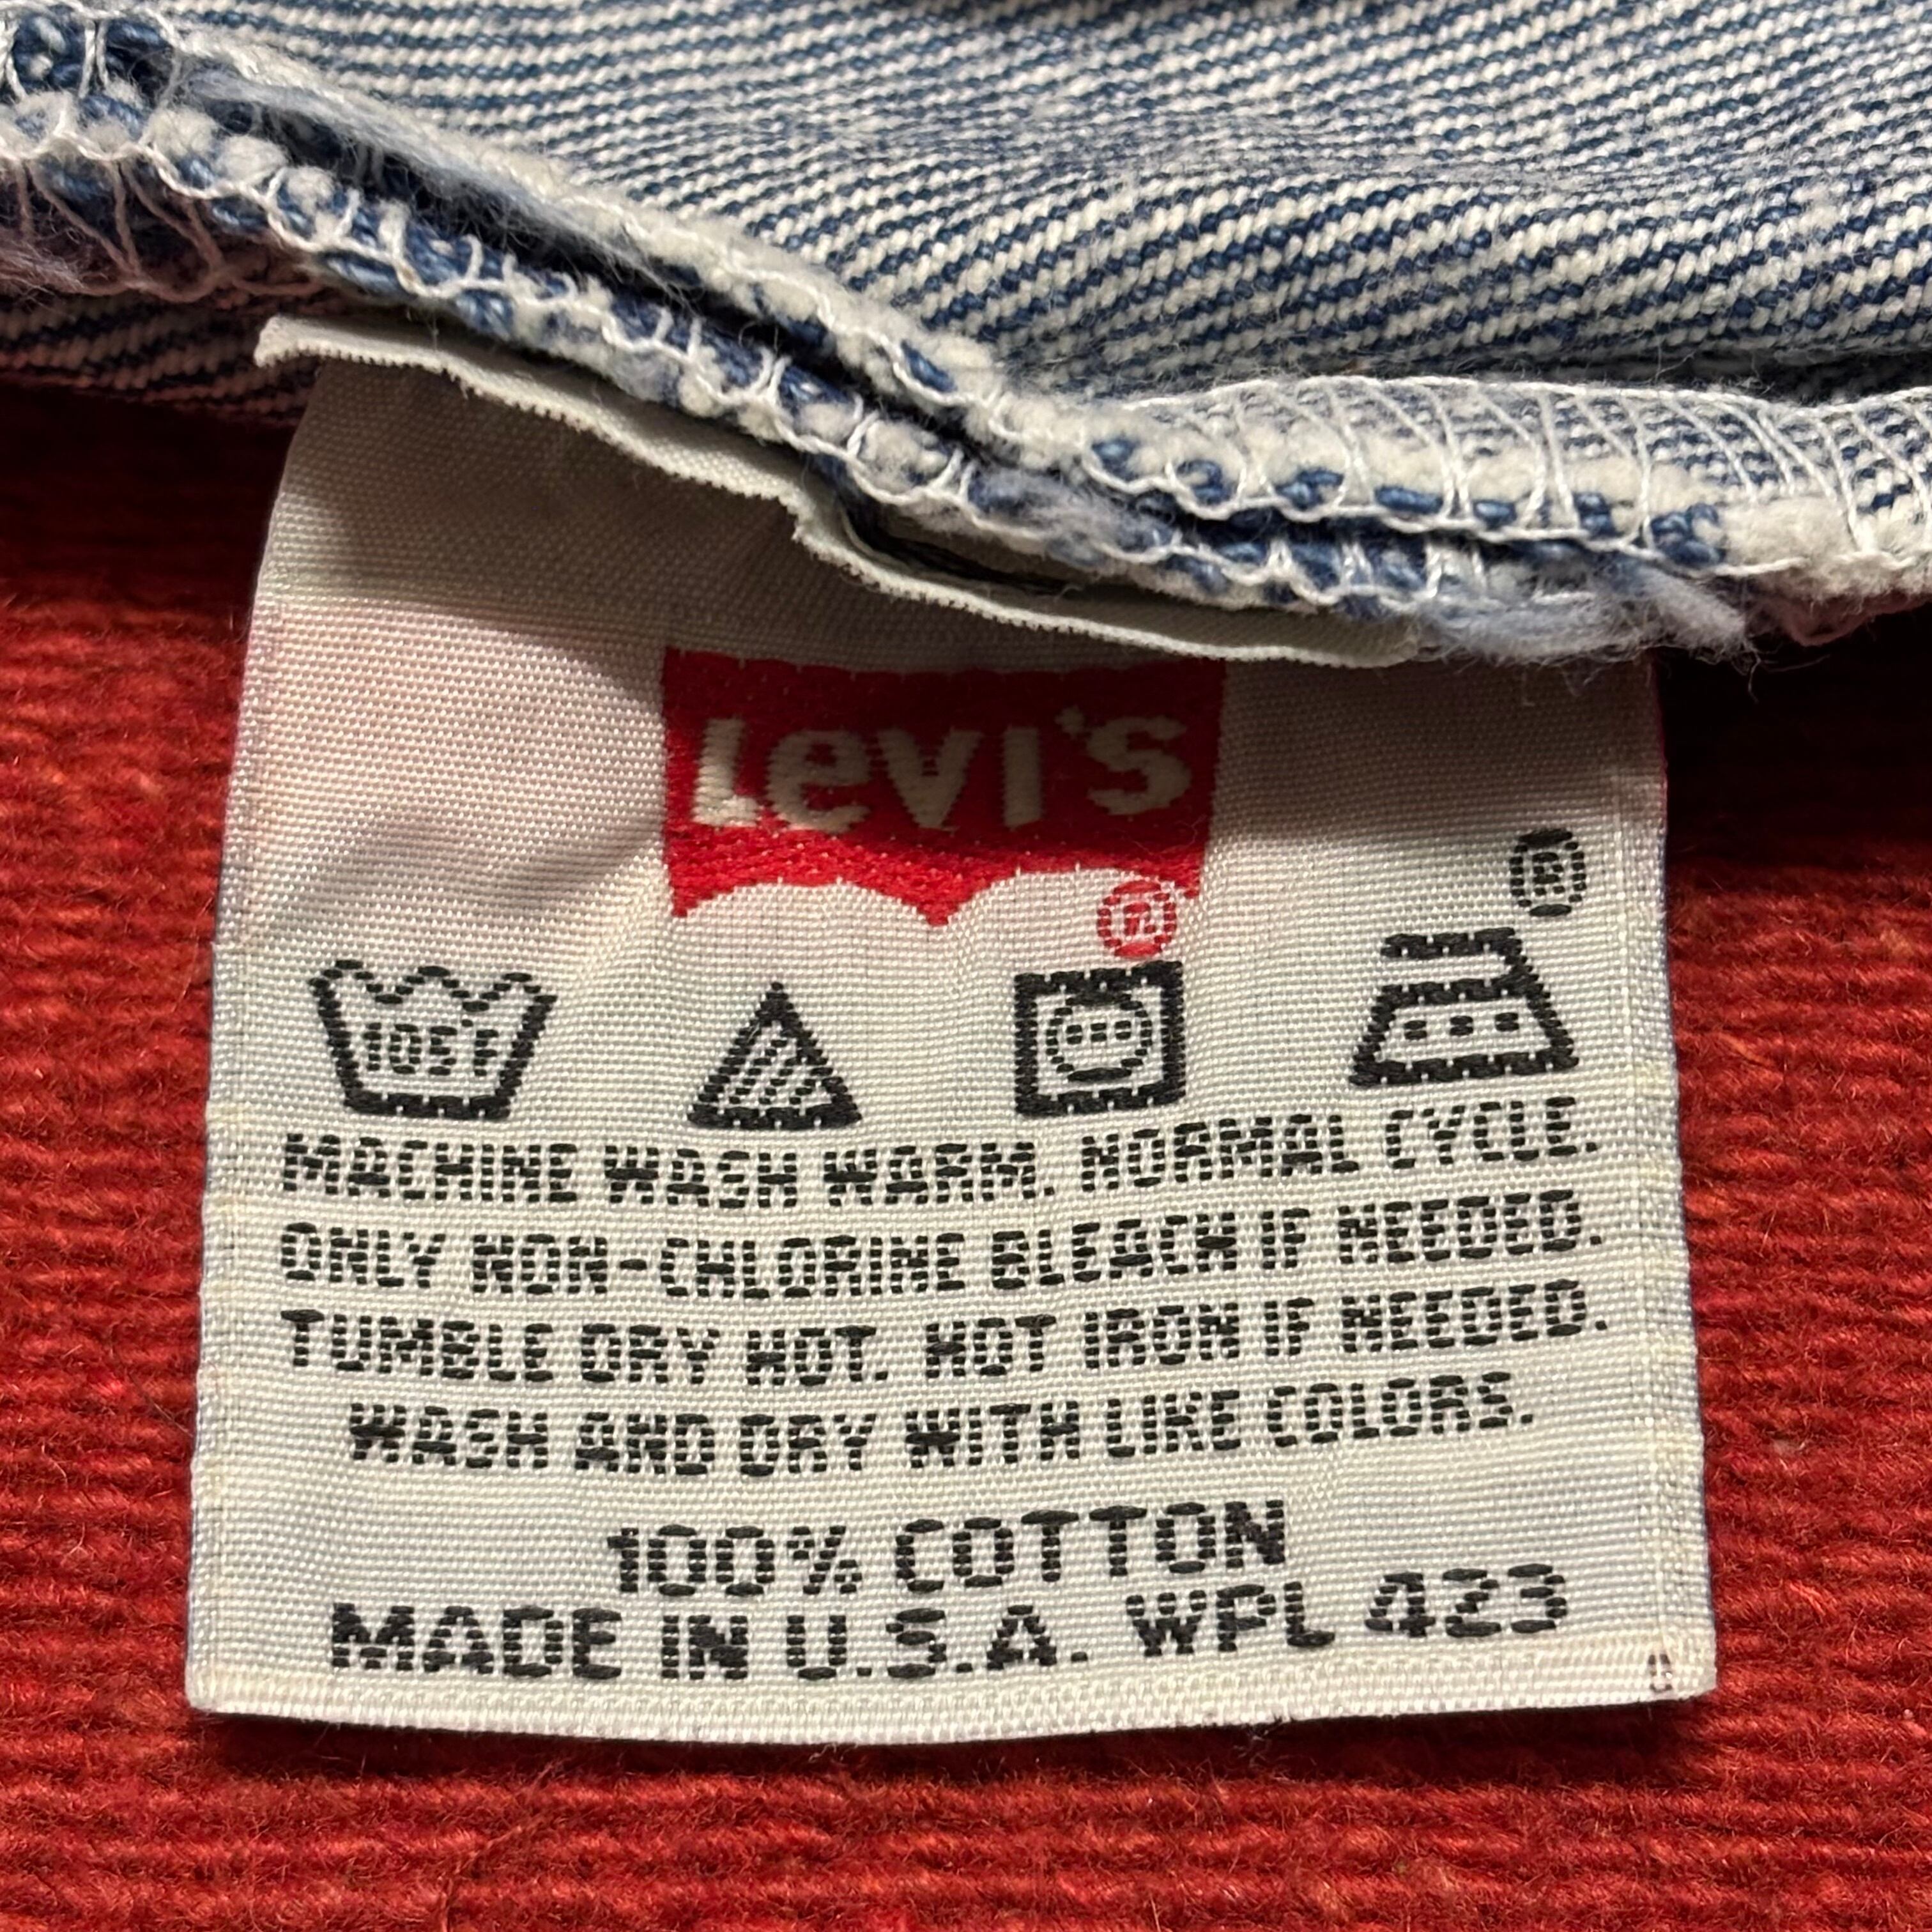 Levi's
®
®
105°F
MACHINE WASH WARM. NORMAL CYCLE.
ONLY NON-CHLORINE BLEACH IF NEEDED.
TUMBLE DRY HOT. HOT IRON IF NEEDED.
WASH AND DRY WITH LIKE COLORS.
100% COTTON
MADE IN U.S.A. WPL 423